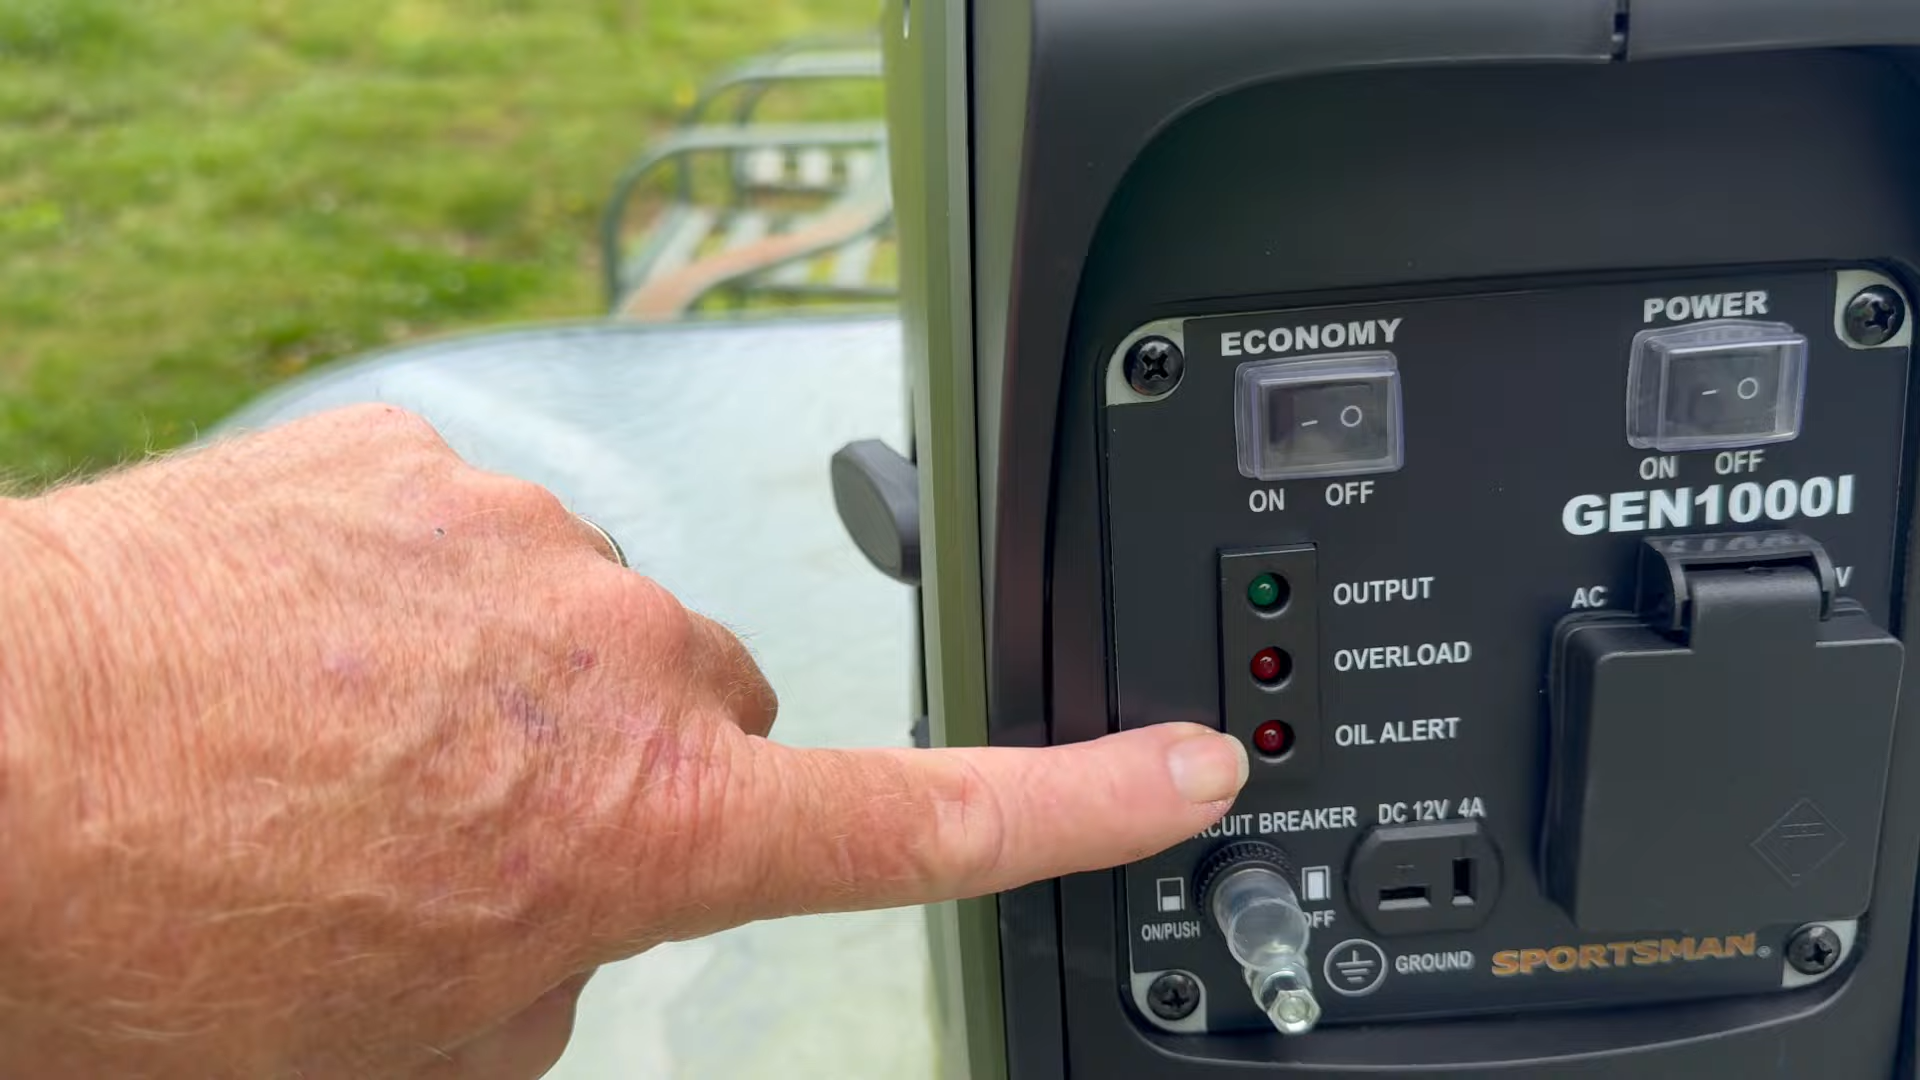 ECONOMY
POWER
ON OFF
ON OFF
GEN1000I
OUTPUT
AC
V
OVERLOAD
OIL ALERT
RCUIT BREAKER
DC 12V 4A
ON/PUSH
OFF
GROUND
SPORTSMAN®